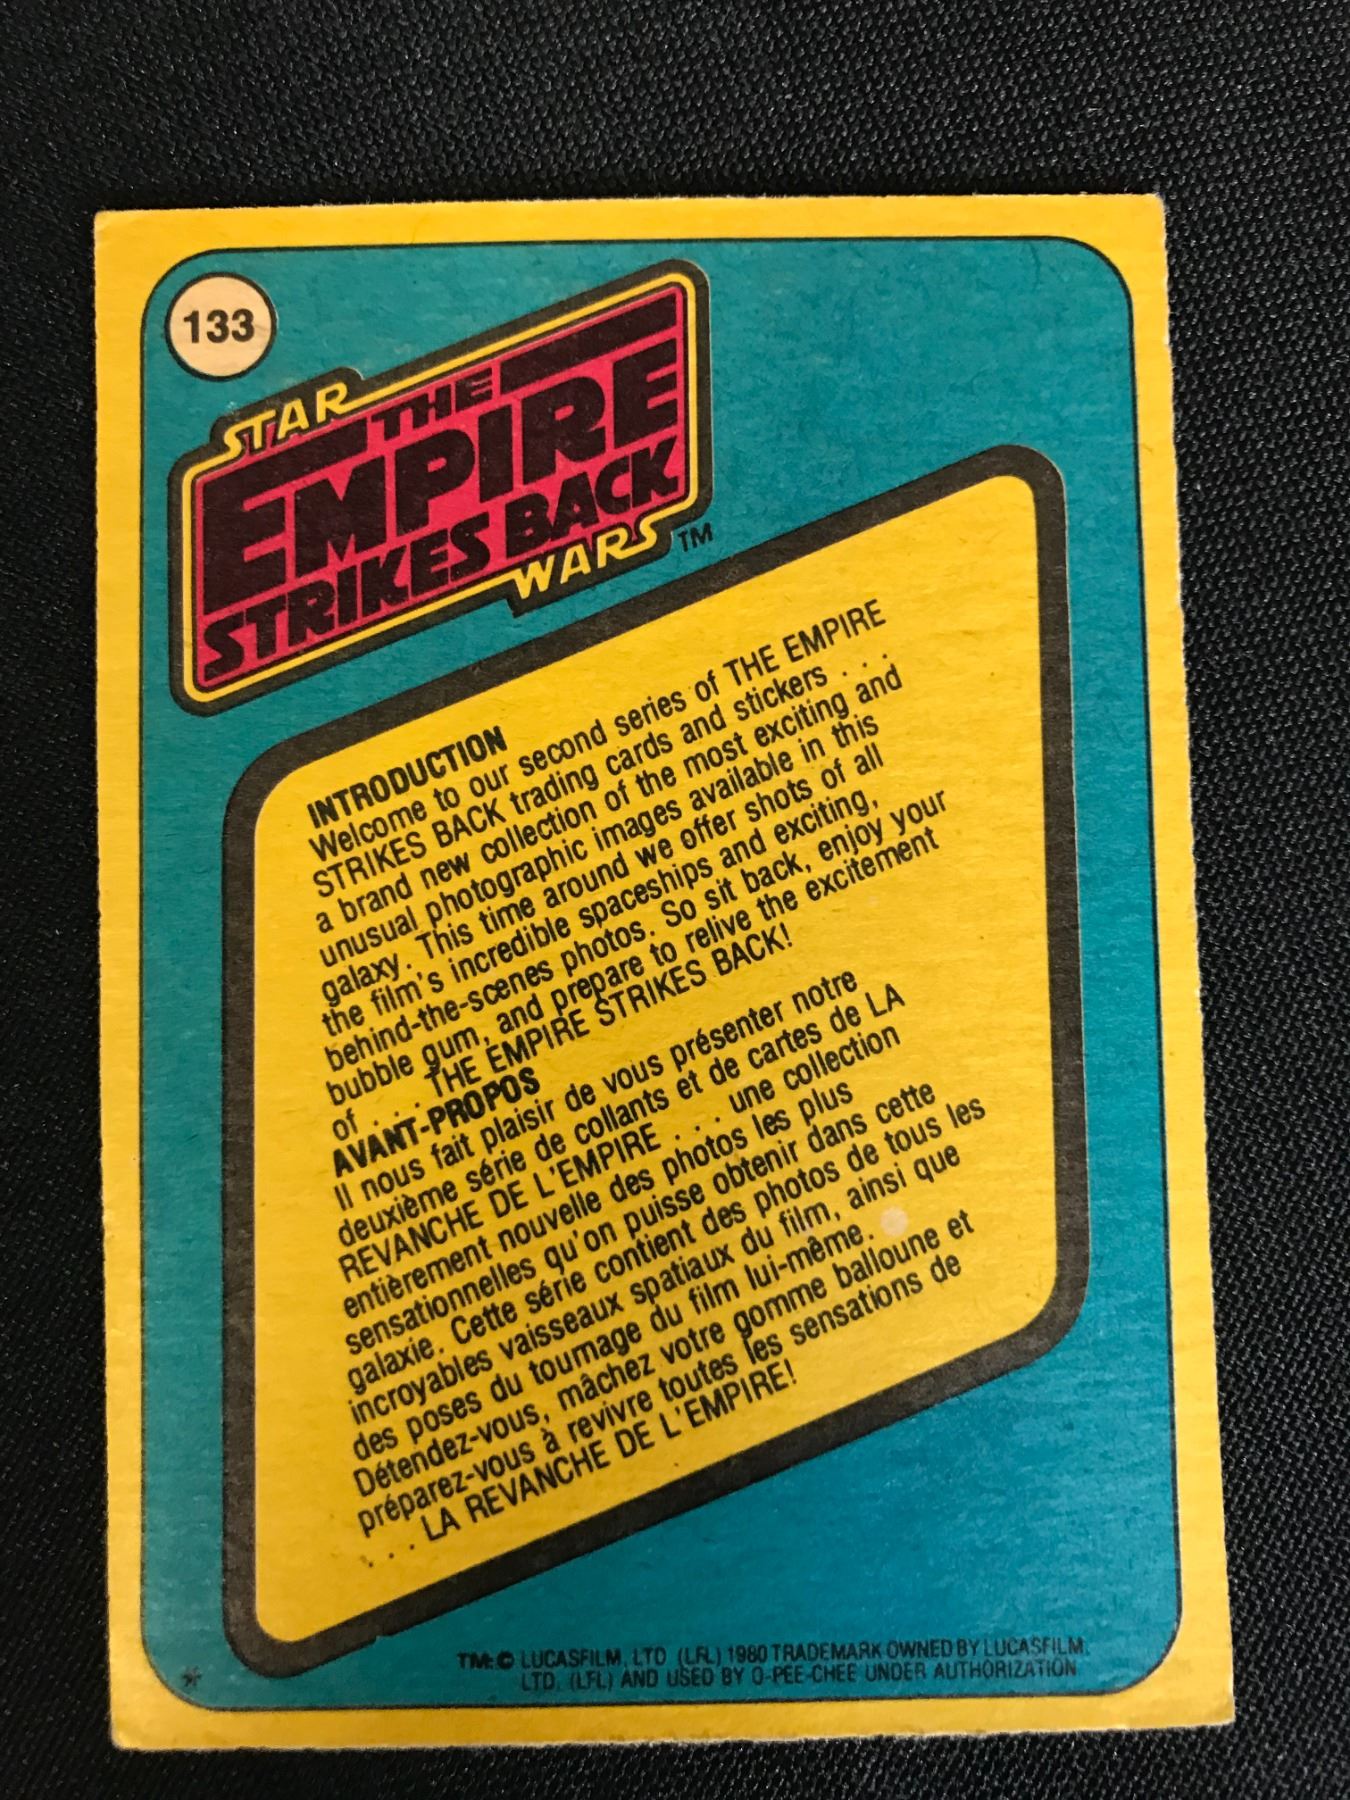 133
STAR
THE
EMPIRE
STRIKES BACK
WARS TM
INTRODUCTION
Welcome to our second series of THE EMPIRE
STRIKES BACK trading cards and stickers . . .
a brand new collection of the most exciting and
unusual photographic images available in this
galaxy. This time around we offer shots of all
the film's incredible spaceships and exciting,
behind-the-scenes photos. So sit back, enjoy your
bubble gum, and prepare to relive the excitement
of . . . THE EMPIRE STRIKES BACK!
AVANT-PROPOS
Il nous fait plaisir de vous présenter notre
deuxième série de collants et de cartes de LA
REVANCHE DE L'EMPIRE . . . une collection
entièrement nouvelle des photos les plus
sensationnelles qu'on puisse obtenir dans cette
galaxie. Cette série contient des photos de tous les
incroyables vaisseaux spatiaux du film, ainsi que
des poses du tournage du film lui-même.
Détendez-vous, mâchez votre gomme balloune et
préparez-vous à revivre toutes les sensations de
. . . LA REVANCHE DE L'EMPIRE!
TM: © LUCASFILM, LTD (LFL) 1980 TRADEMARK OWNED BY LUCASFILM,
LTD. (LFL) AND USED BY O-PEE-CHEE UNDER AUTHORIZATION
*